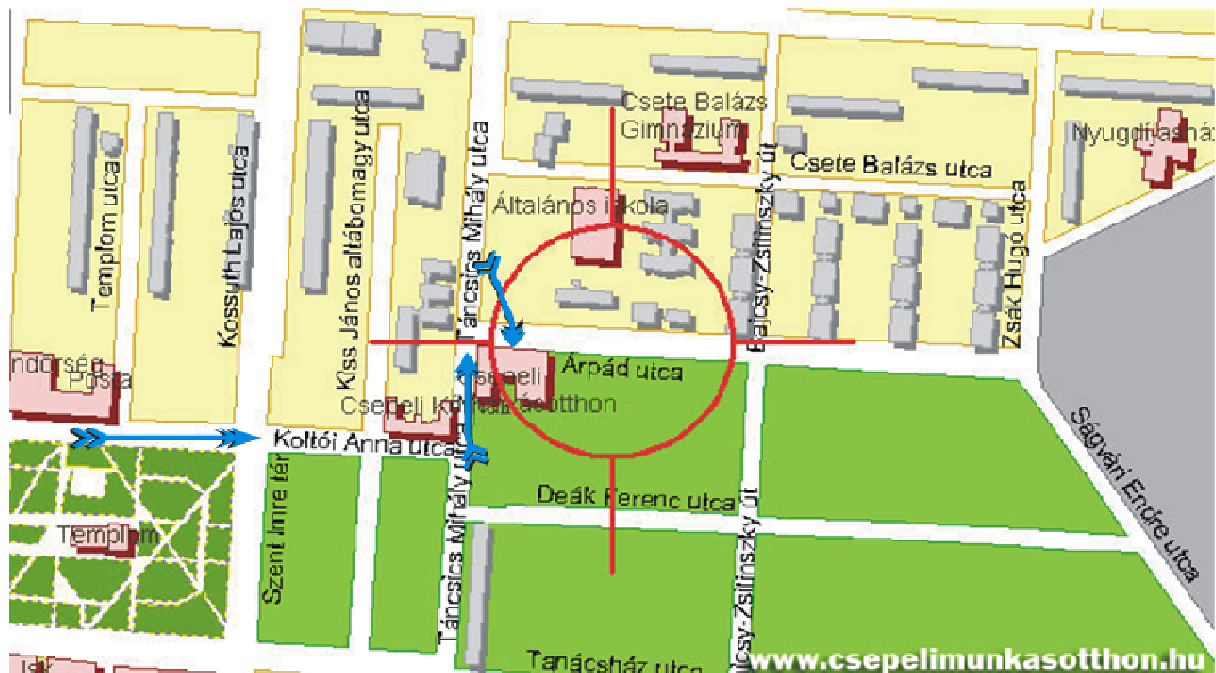 Csete Balázs
Gimnázium
Nyugdíjasház
Csete Balázs utca
Templom utca
Kossuth Lajos utca
Kiss János altábornagy utca
Táncsics Mihály utca
Általános iskola
Bajcsy-Zsilinszky út
Zsák Hugó utca
Posta
Árpád utca
Csepeli
Koltói Anna utca
Ságvári Endre utca
Szent Imre tér
Táncsics Mihály utca
Deák Ferenc utca
Templom
Tanácsház utca
www.csepelimunkasotthon.hu